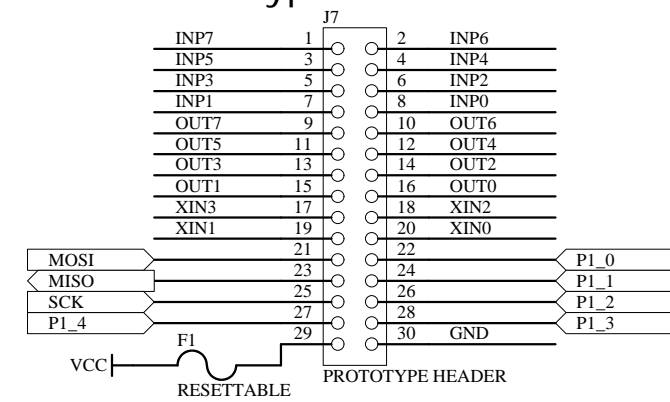 J7
INP7 1 2 INP6
INP5 3 4 INP4
INP3 5 6 INP2
INP1 7 8 INP0
OUT7 9 10 OUT6
OUT5 11 12 OUT4
OUT3 13 14 OUT2
OUT1 15 16 OUT0
XIN3 17 18 XIN2
XIN1 19 20 XIN0
MOSI 21 22 P1_0
MISO 23 24 P1_1
SCK 25 26 P1_2
P1_4 27 28 P1_3
F1 29 30 GND
VCC
RESETTABLE
PROTOTYPE HEADER